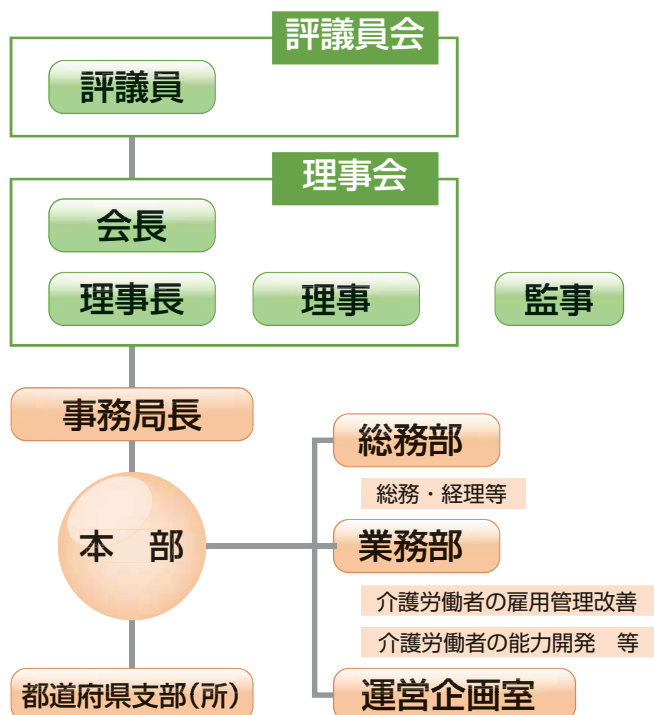 評議員会
評議員
理事会
会長
理事長
理事
監事
事務局長
本 部
都道府県支部(所)
総務部
総務・経理等
業務部
介護労働者の雇用管理改善
介護労働者の能力開発 等
運営企画室